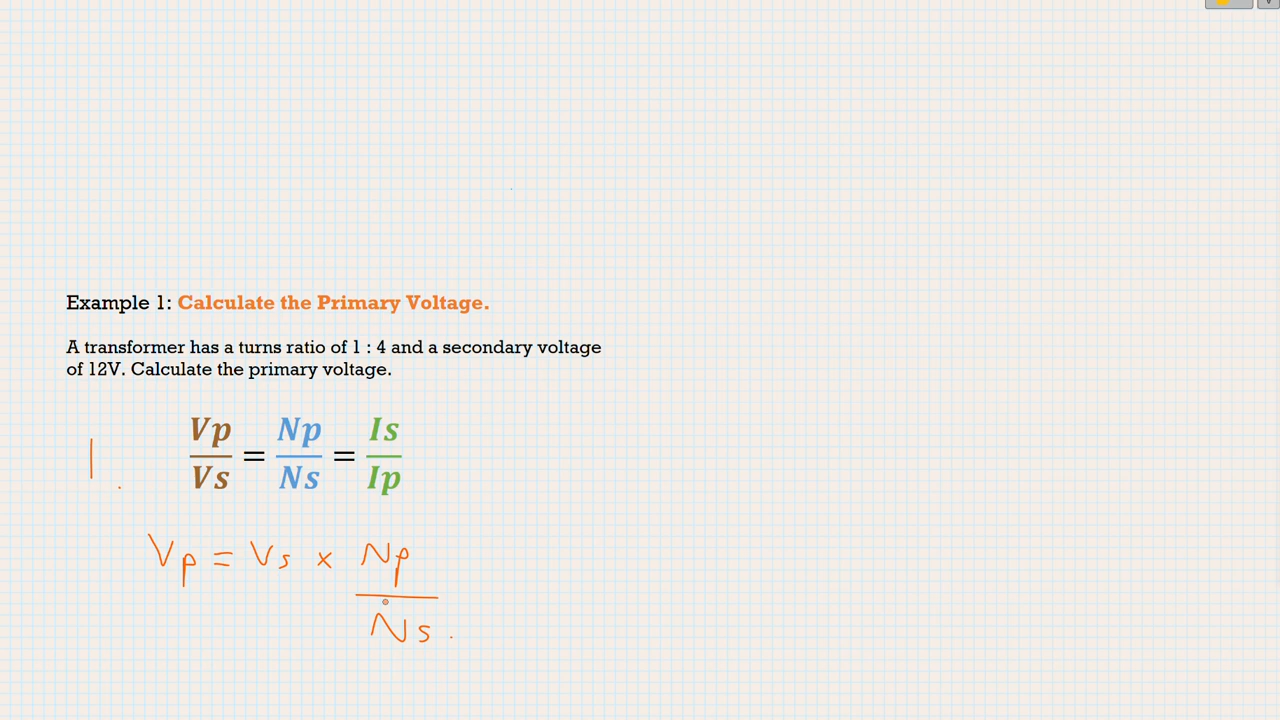 Example 1: Calculate the Primary Voltage.
A transformer has a turns ratio of 1 : 4 and a secondary voltage
of 12V. Calculate the primary voltage.
1. Vp/Vs = Np/Ns = Is/Ip
Vp = Vs × Np/Ns.